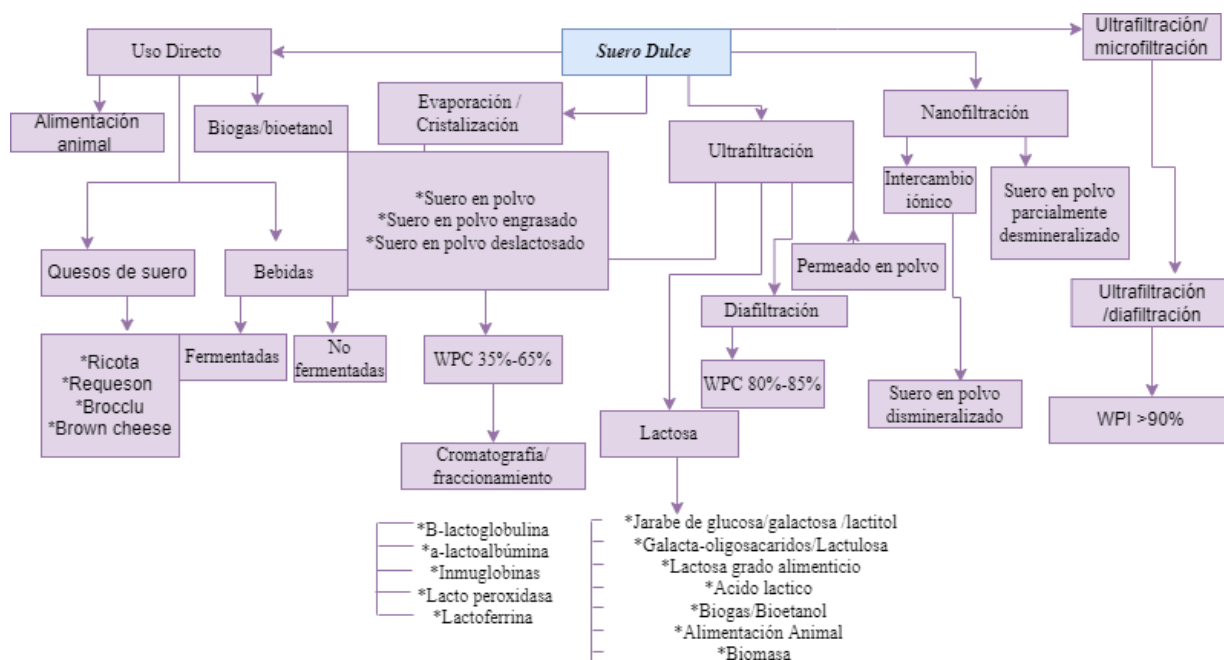 Uso Directo
Suero Dulce
Ultrafiltración/
microfiltración
Evaporación /
Cristalización
Alimentación
animal
Biogas/bioetanol
Ultrafiltración
Nanofiltración
*Suero en polvo
*Suero en polvo engrasado
*Suero en polvo deslactosado
Intercambio
iónico
Suero en polvo
parcialmente
desmineralizado
Quesos de suero
Bebidas
Permeado en polvo
Diafiltración
Ultrafiltración
/diafiltración
*Ricota
*Requeson
*Brocclu
*Brown cheese
Fermentadas
No
fermentadas
WPC 35%-65%
WPC 80%-85%
Suero en polvo
dismineralizado
WPI >90%
Lactosa
Cromatografía/
fraccionamiento
*B-lactoglobulina
*a-lactoalbúmina
*Inmuglobinas
*Lacto peroxidasa
*Lactoferrina
*Jarabe de glucosa/galactosa /lactitol
*Galacta-oligosacaridos/Lactulosa
*Lactosa grado alimenticio
*Acido lactico
*Biogas/Bioetanol
*Alimentación Animal
*Biomasa